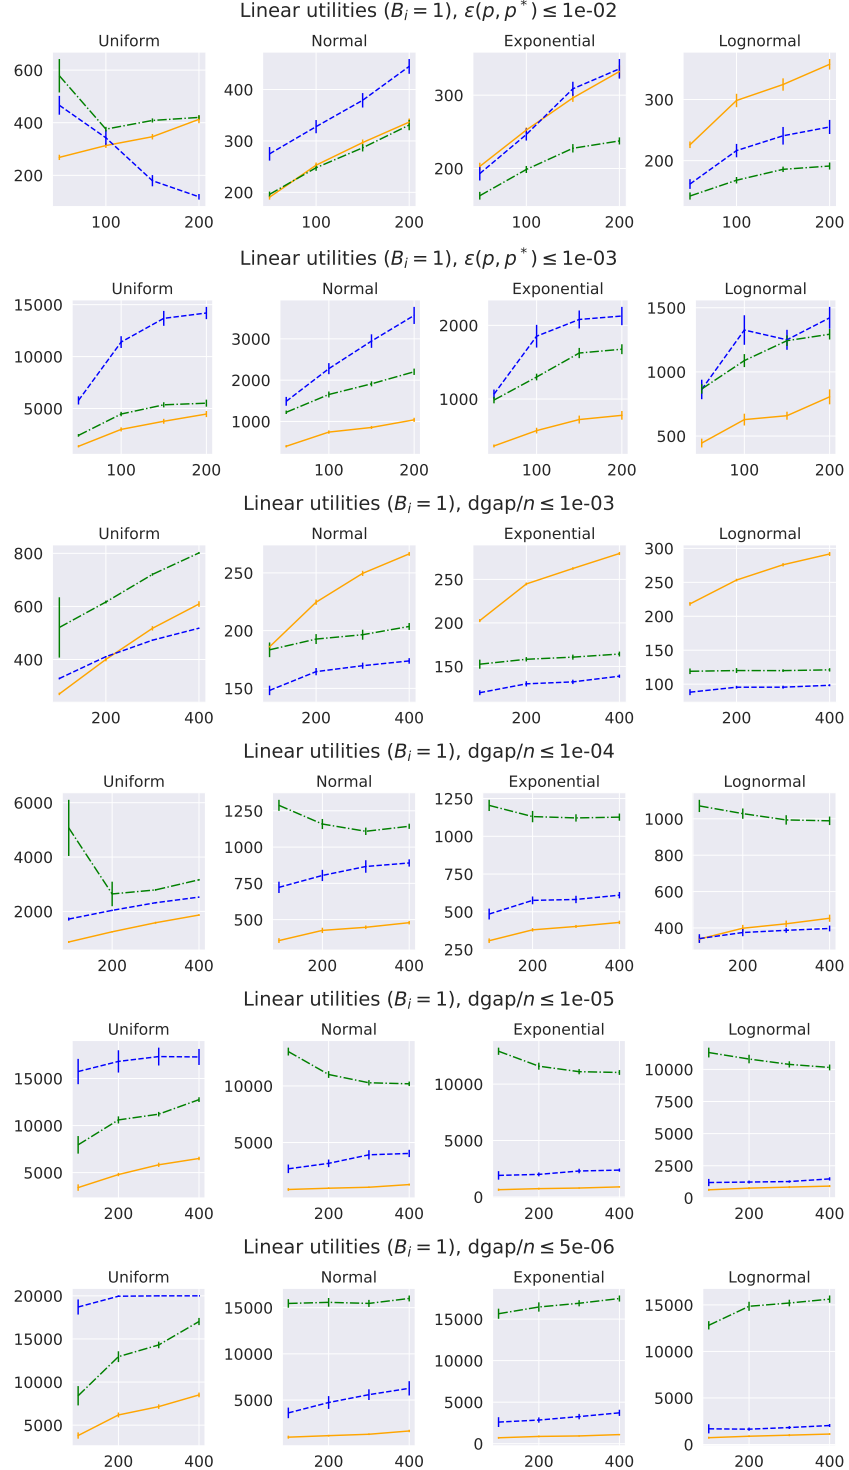 Linear utilities (B_i = 1), ε(p, p*) ≤ 1e-02
Uniform Normal Exponential Lognormal
600 400 200
100 200
400 300 200
100 200
300 200
100 200
300 200
100 200
Linear utilities (B_i = 1), ε(p, p*) ≤ 1e-03
Uniform Normal Exponential Lognormal
15000 10000 5000
100 200
3000 2000 1000
100 200
2000 1000
100 200
1500 1000 500
100 200
Linear utilities (B_i = 1), dgap/n ≤ 1e-03
Uniform Normal Exponential Lognormal
800 600 400
200 400
250 200 150
200 400
250 200 150
200 400
300 250 200 150 100
200 400
Linear utilities (B_i = 1), dgap/n ≤ 1e-04
Uniform Normal Exponential Lognormal
6000 4000 2000
200 400
1250 1000 750 500
200 400
1250 1000 750 500 250
200 400
1000 800 600 400
200 400
Linear utilities (B_i = 1), dgap/n ≤ 1e-05
Uniform Normal Exponential Lognormal
15000 10000 5000
200 400
10000 5000
200 400
10000 5000 0
200 400
10000 7500 5000 2500 0
200 400
Linear utilities (B_i = 1), dgap/n ≤ 5e-06
Uniform Normal Exponential Lognormal
20000 15000 10000 5000
200 400
15000 10000 5000
200 400
15000 10000 5000 0
200 400
15000 10000 5000 0
200 400